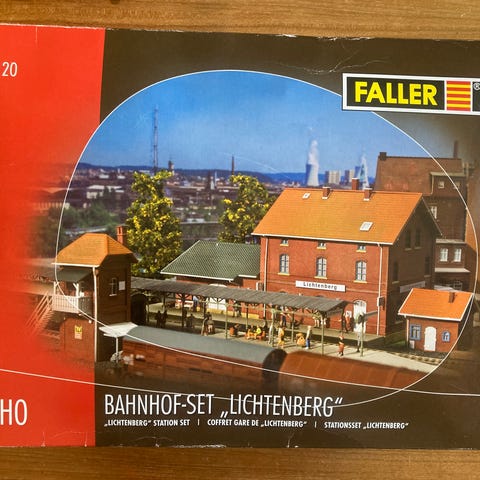 20
FALLER
®
Lichtenberg
HO
BAHNHOF-SET „LICHTENBERG“
„LICHTENBERG“ STATION SET | COFFRET GARE DE „LICHTENBERG“ | STATIONSSET „LICHTENBERG“